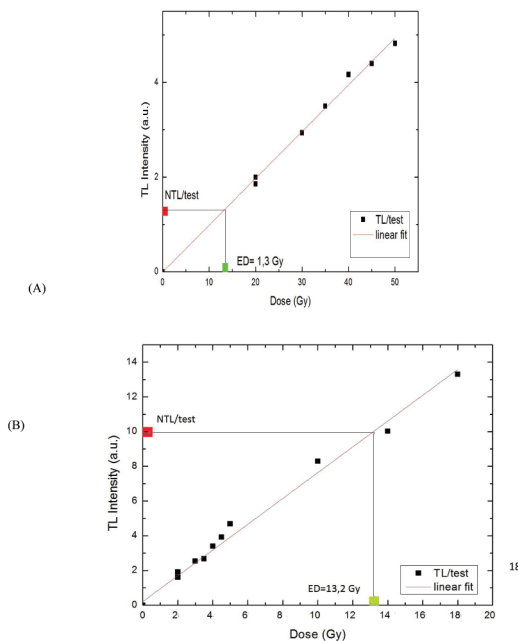 4
2
0
TL Intensity (a.u.)
NTL/test
ED= 1,3 Gy
TL/test
linear fit
0 10 20 30 40 50
Dose (Gy)
(A)
(B)
14
12
10
8
6
4
2
0
TL Intensity (a.u.)
NTL/test
ED=13,2 Gy
TL/test
linear fit
18
0 2 4 6 8 10 12 14 16 18 20
Dose (Gy)